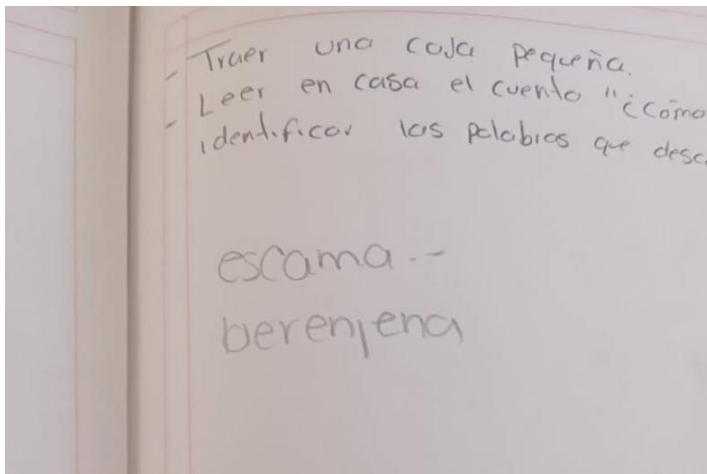 - Traer una caja pequeña.
- Leer en casa el cuento "¿Cómo
identificar las palabras que desc
escama.-
berenjena